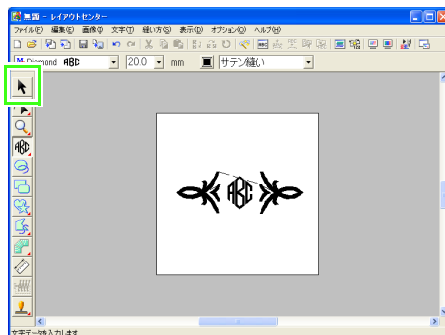 無題 - レイアウトセンター
ファイル(F) 編集(E) 画像(I) 文字(T) 縫い方(S) 表示(D) オプション(O) ヘルプ(H)
M-Diamond ABC 20.0 mm サテン縫い
ABC
ABC
文字データを入力します